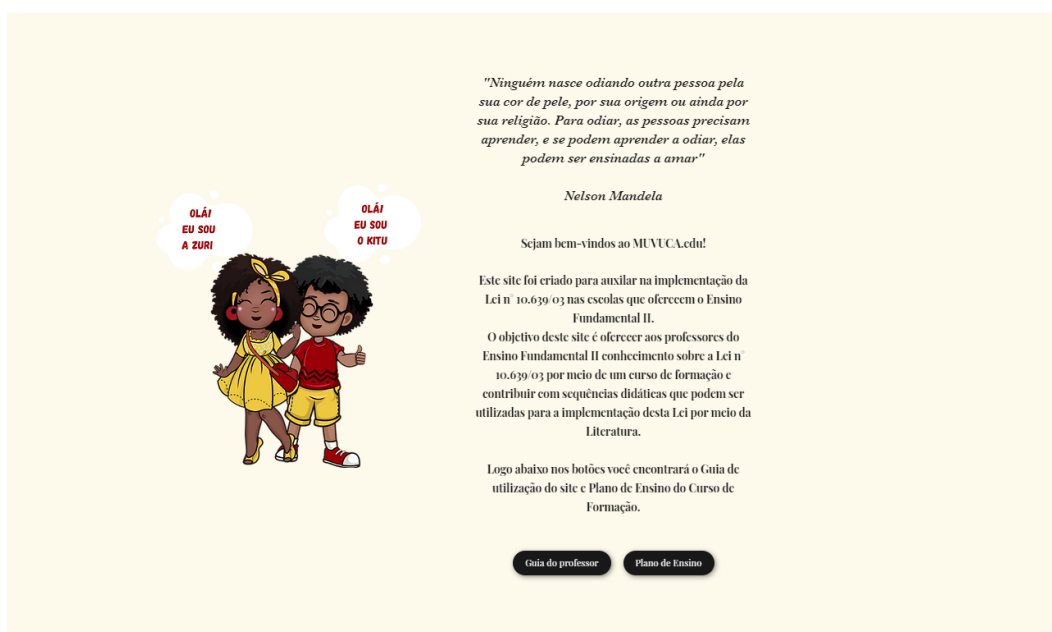 "Ninguém nasce odiando outra pessoa pela
sua cor de pele, por sua origem ou ainda por
sua religião. Para odiar, as pessoas precisam
aprender, e se podem aprender a odiar, elas
podem ser ensinadas a amar"
Nelson Mandela
OLÁ!
EU SOU
A ZURI
OLÁ!
EU SOU
O KITU
Sejam bem-vindos ao MUVUCA.edu!
Este site foi criado para auxilar na implementação da
Lei n° 10.639/03 nas escolas que oferecem o Ensino
Fundamental II.
O objetivo deste site é oferecer aos professores do
Ensino Fundamental II conhecimento sobre a Lei n°
10.639/03 por meio de um curso de formação e
contribuir com sequências didáticas que podem ser
utilizadas para a implementação desta Lei por meio da
Literatura.
Logo abaixo nos botões você encontrará o Guia de
utilização do site e Plano de Ensino do Curso de
Formação.
Guia do professor
Plano de Ensino